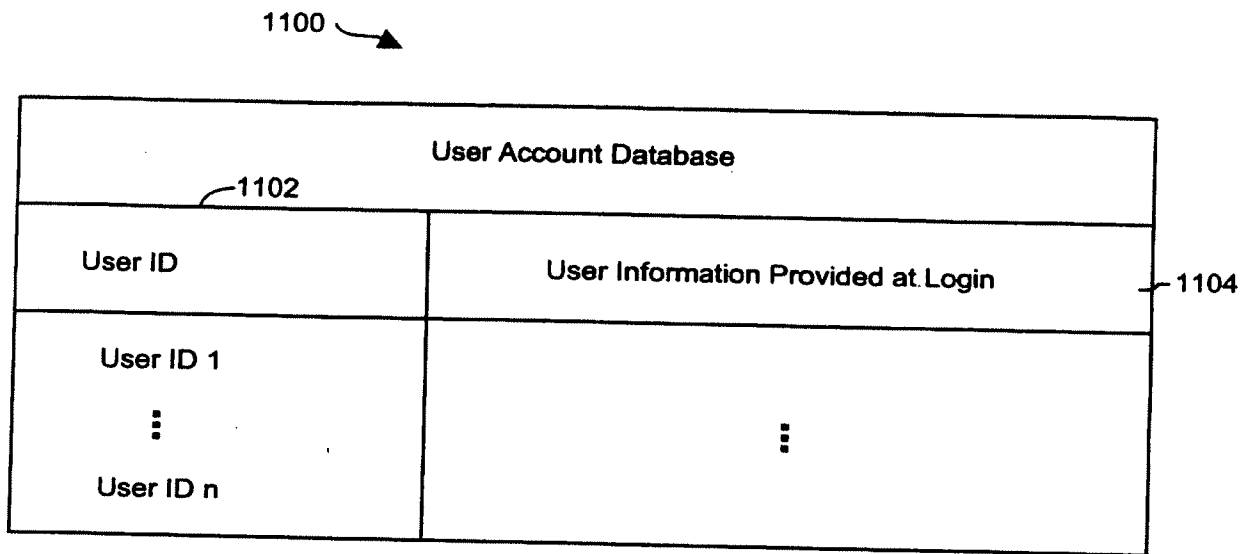 1100
User Account Database
1102
User ID
User Information Provided at Login
1104
User ID 1
User ID n